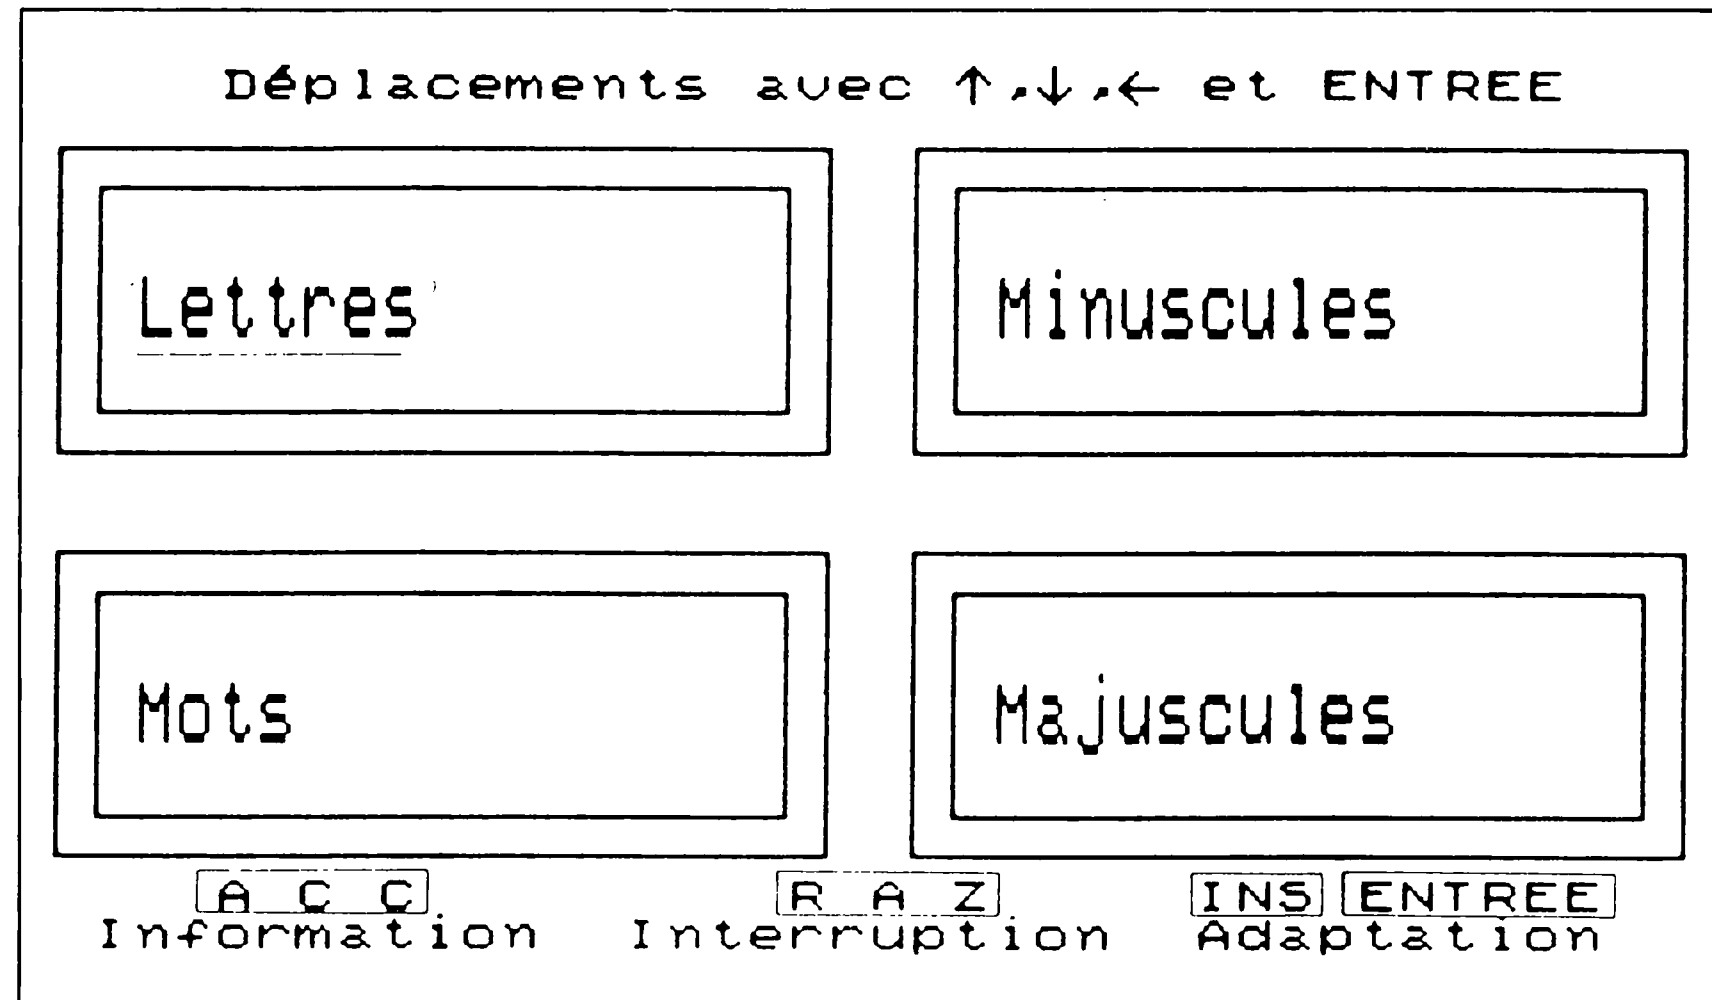 Déplacements avec ↑,↓,← et ENTREE
Lettres
Minuscules
Mots
Majuscules
A C C
R A Z
INS ENTREE
Information
Interruption
Adaptation